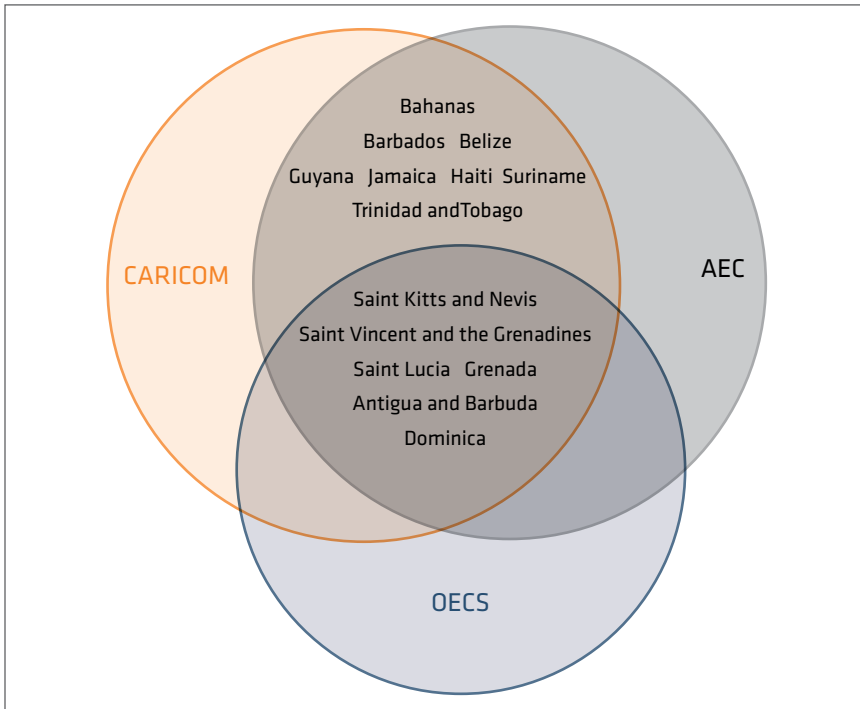 Bahanas
Barbados Belize
Guyana Jamaica Haiti Suriname
Trinidad andTobago
CARICOM
AEC
Saint Kitts and Nevis
Saint Vincent and the Grenadines
Saint Lucia Grenada
Antigua and Barbuda
Dominica
OECS